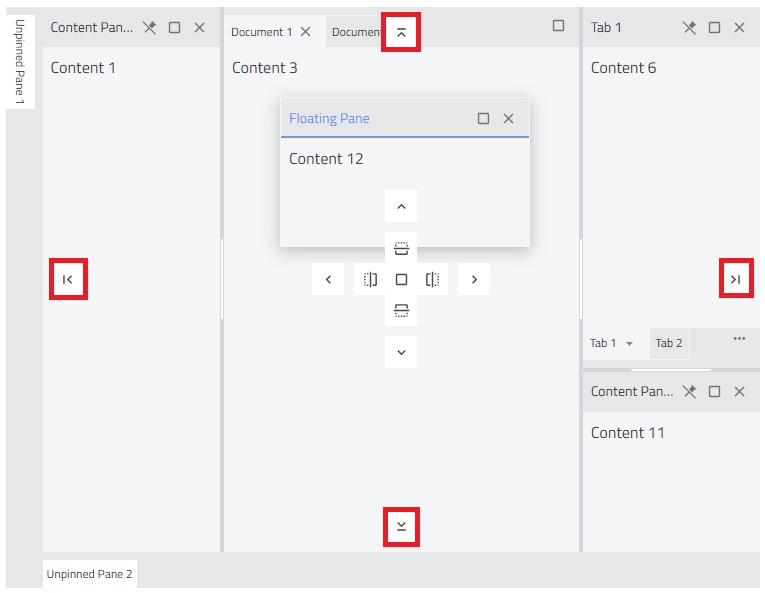 Unpinned Pane 1
Content Pan...
Content 1
Document 1
Documen
Content 3
Floating Pane
Content 12
Tab 1
Content 6
Tab 1
Tab 2
Content Pan...
Content 11
Unpinned Pane 2